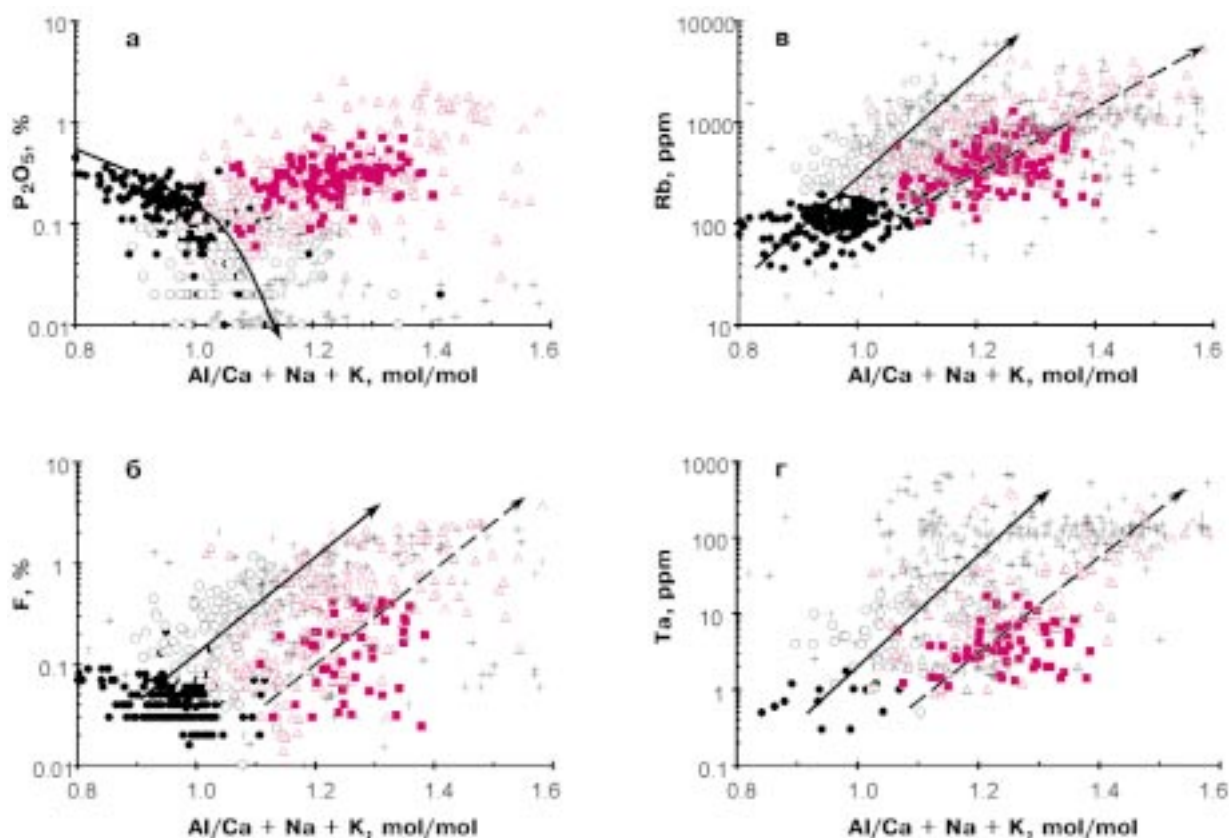 а
10
1
0.1
0.01
P₂O₅, %
0.8 1.0 1.2 1.4 1.6
Al/Ca + Na + K, mol/mol
в
10000
1000
100
10
Rb, ppm
0.8 1.0 1.2 1.4 1.6
Al/Ca + Na + K, mol/mol
б
10
1
0.1
0.01
F, %
0.8 1.0 1.2 1.4 1.6
Al/Ca + Na + K, mol/mol
г
1000
100
10
1
0.1
Ta, ppm
0.8 1.0 1.2 1.4 1.6
Al/Ca + Na + K, mol/mol